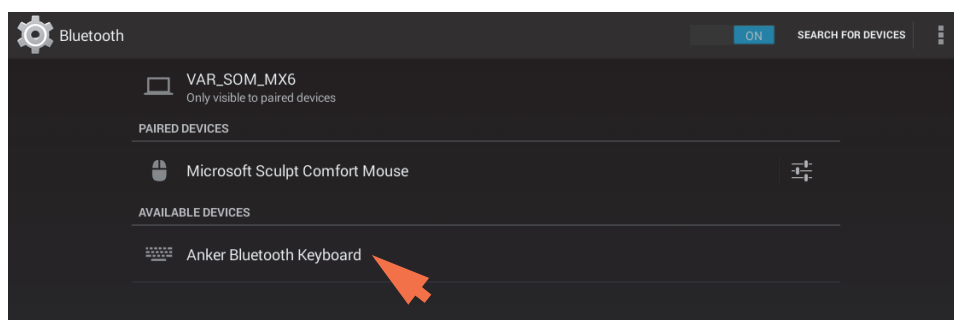 Bluetooth
ON
SEARCH FOR DEVICES
VAR_SOM_MX6
Only visible to paired devices
PAIRED DEVICES
Microsoft Sculpt Comfort Mouse
AVAILABLE DEVICES
Anker Bluetooth Keyboard